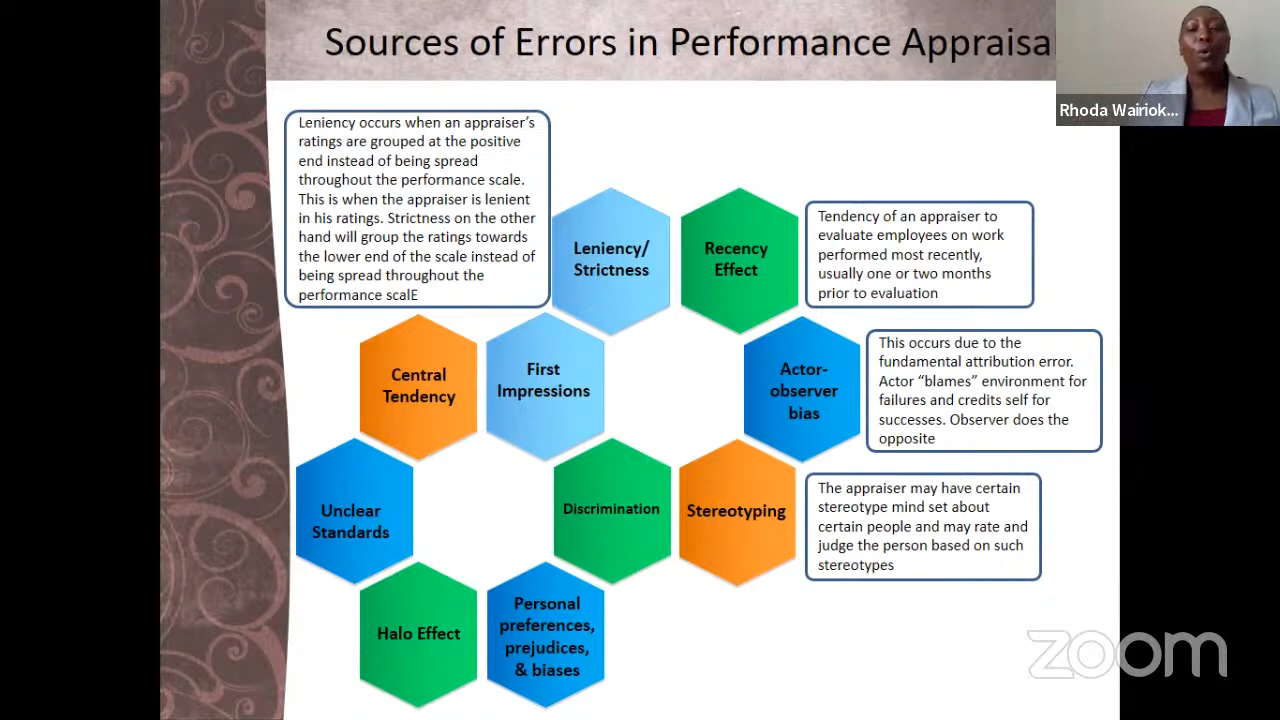 Sources of Errors in Performance Appraisa
Rhoda Wairiok...
Leniency occurs when an appraiser’s
ratings are grouped at the positive
end instead of being spread
throughout the performance scale.
This is when the appraiser is lenient
in his ratings. Strictness on the other
hand will group the ratings towards
the lower end of the scale instead of
being spread throughout the
performance scalE
Leniency/
Strictness
Recency
Effect
Tendency of an appraiser to
evaluate employees on work
performed most recently,
usually one or two months
prior to evaluation
Central
Tendency
First
Impressions
Actor-
observer
bias
This occurs due to the
fundamental attribution error.
Actor “blames” environment for
failures and credits self for
successes. Observer does the
opposite
Unclear
Standards
Discrimination
Stereotyping
The appraiser may have certain
stereotype mind set about
certain people and may rate and
judge the person based on such
stereotypes
Halo Effect
Personal
preferences,
prejudices,
& biases
zoom